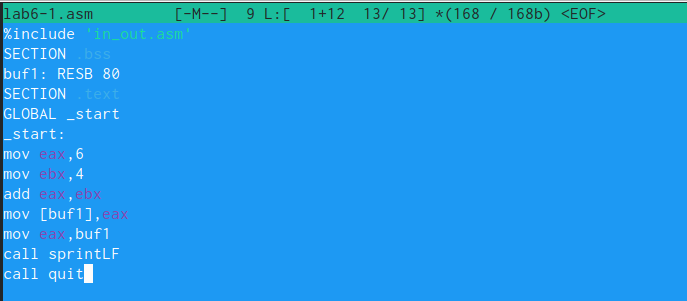 lab6-1.asm [-M--] 9 L:[ 1+12 13/ 13] *(168 / 168b) <EOF>
%include 'in_out.asm'
SECTION .bss
buf1: RESB 80
SECTION .text
GLOBAL _start
_start:
mov eax,6
mov ebx,4
add eax,ebx
mov [buf1],eax
mov eax,buf1
call sprintLF
call quit